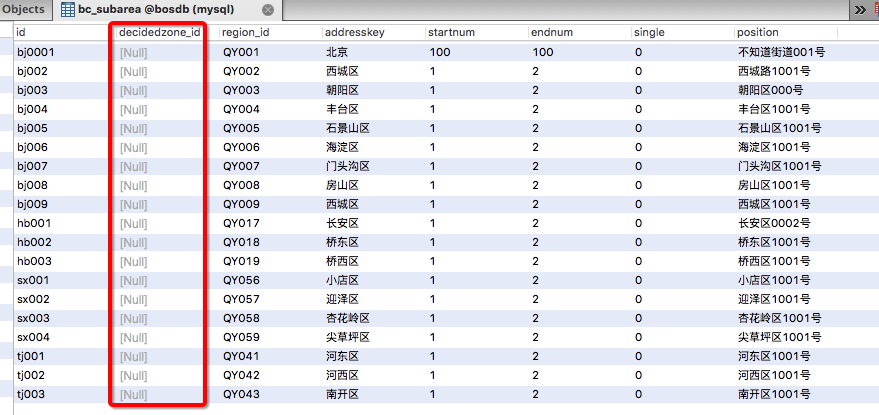 Objects bc_subarea @bosdb (mysql)
id decidedzone_id region_id addresskey startnum endnum single position
bj0001 [Null] QY001 北京 100 100 0 不知道街道001号
bj002 [Null] QY002 西城区 1 2 0 西城路1001号
bj003 [Null] QY003 朝阳区 1 2 0 朝阳区000号
bj004 [Null] QY004 丰台区 1 2 0 丰台区1001号
bj005 [Null] QY005 石景山区 1 2 0 石景山区1001号
bj006 [Null] QY006 海淀区 1 2 0 海淀区1001号
bj007 [Null] QY007 门头沟区 1 2 0 门头沟区1001号
bj008 [Null] QY008 房山区 1 2 0 房山区1001号
bj009 [Null] QY009 西城区 1 2 0 西城区1001号
hb001 [Null] QY017 长安区 1 2 0 长安区0002号
hb002 [Null] QY018 桥东区 1 2 0 桥东区1001号
hb003 [Null] QY019 桥西区 1 2 0 桥西区1001号
sx001 [Null] QY056 小店区 1 2 0 小店区1001号
sx002 [Null] QY057 迎泽区 1 2 0 迎泽区1001号
sx003 [Null] QY058 杏花岭区 1 2 0 杏花岭区1001号
sx004 [Null] QY059 尖草坪区 1 2 0 尖草坪区1001号
tj001 [Null] QY041 河东区 1 2 0 河东区1001号
tj002 [Null] QY042 河西区 1 2 0 河西区1001号
tj003 [Null] QY043 南开区 1 2 0 南开区1001号